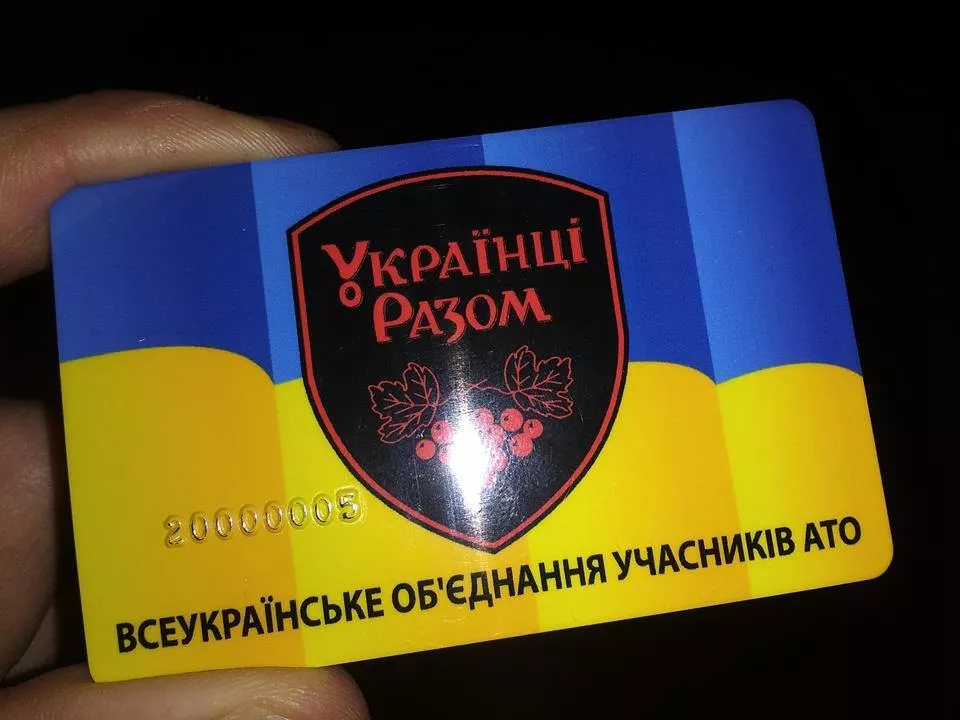 Українці
Разом
20000005
ВСЕУКРАЇНСЬКЕ ОБ'ЄДНАННЯ УЧАСНИКІВ АТО